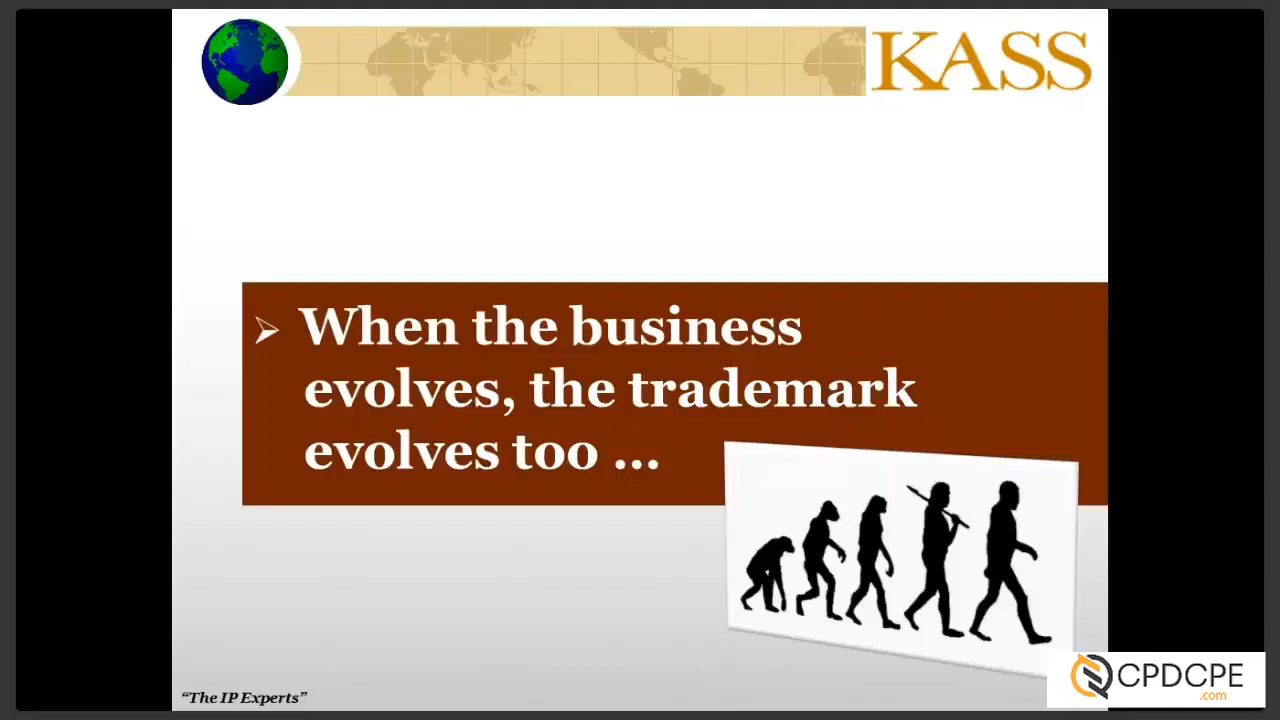 KASS
➢ When the business
evolves, the trademark
evolves too ...
"The IP Experts"
CPDCPE
.com